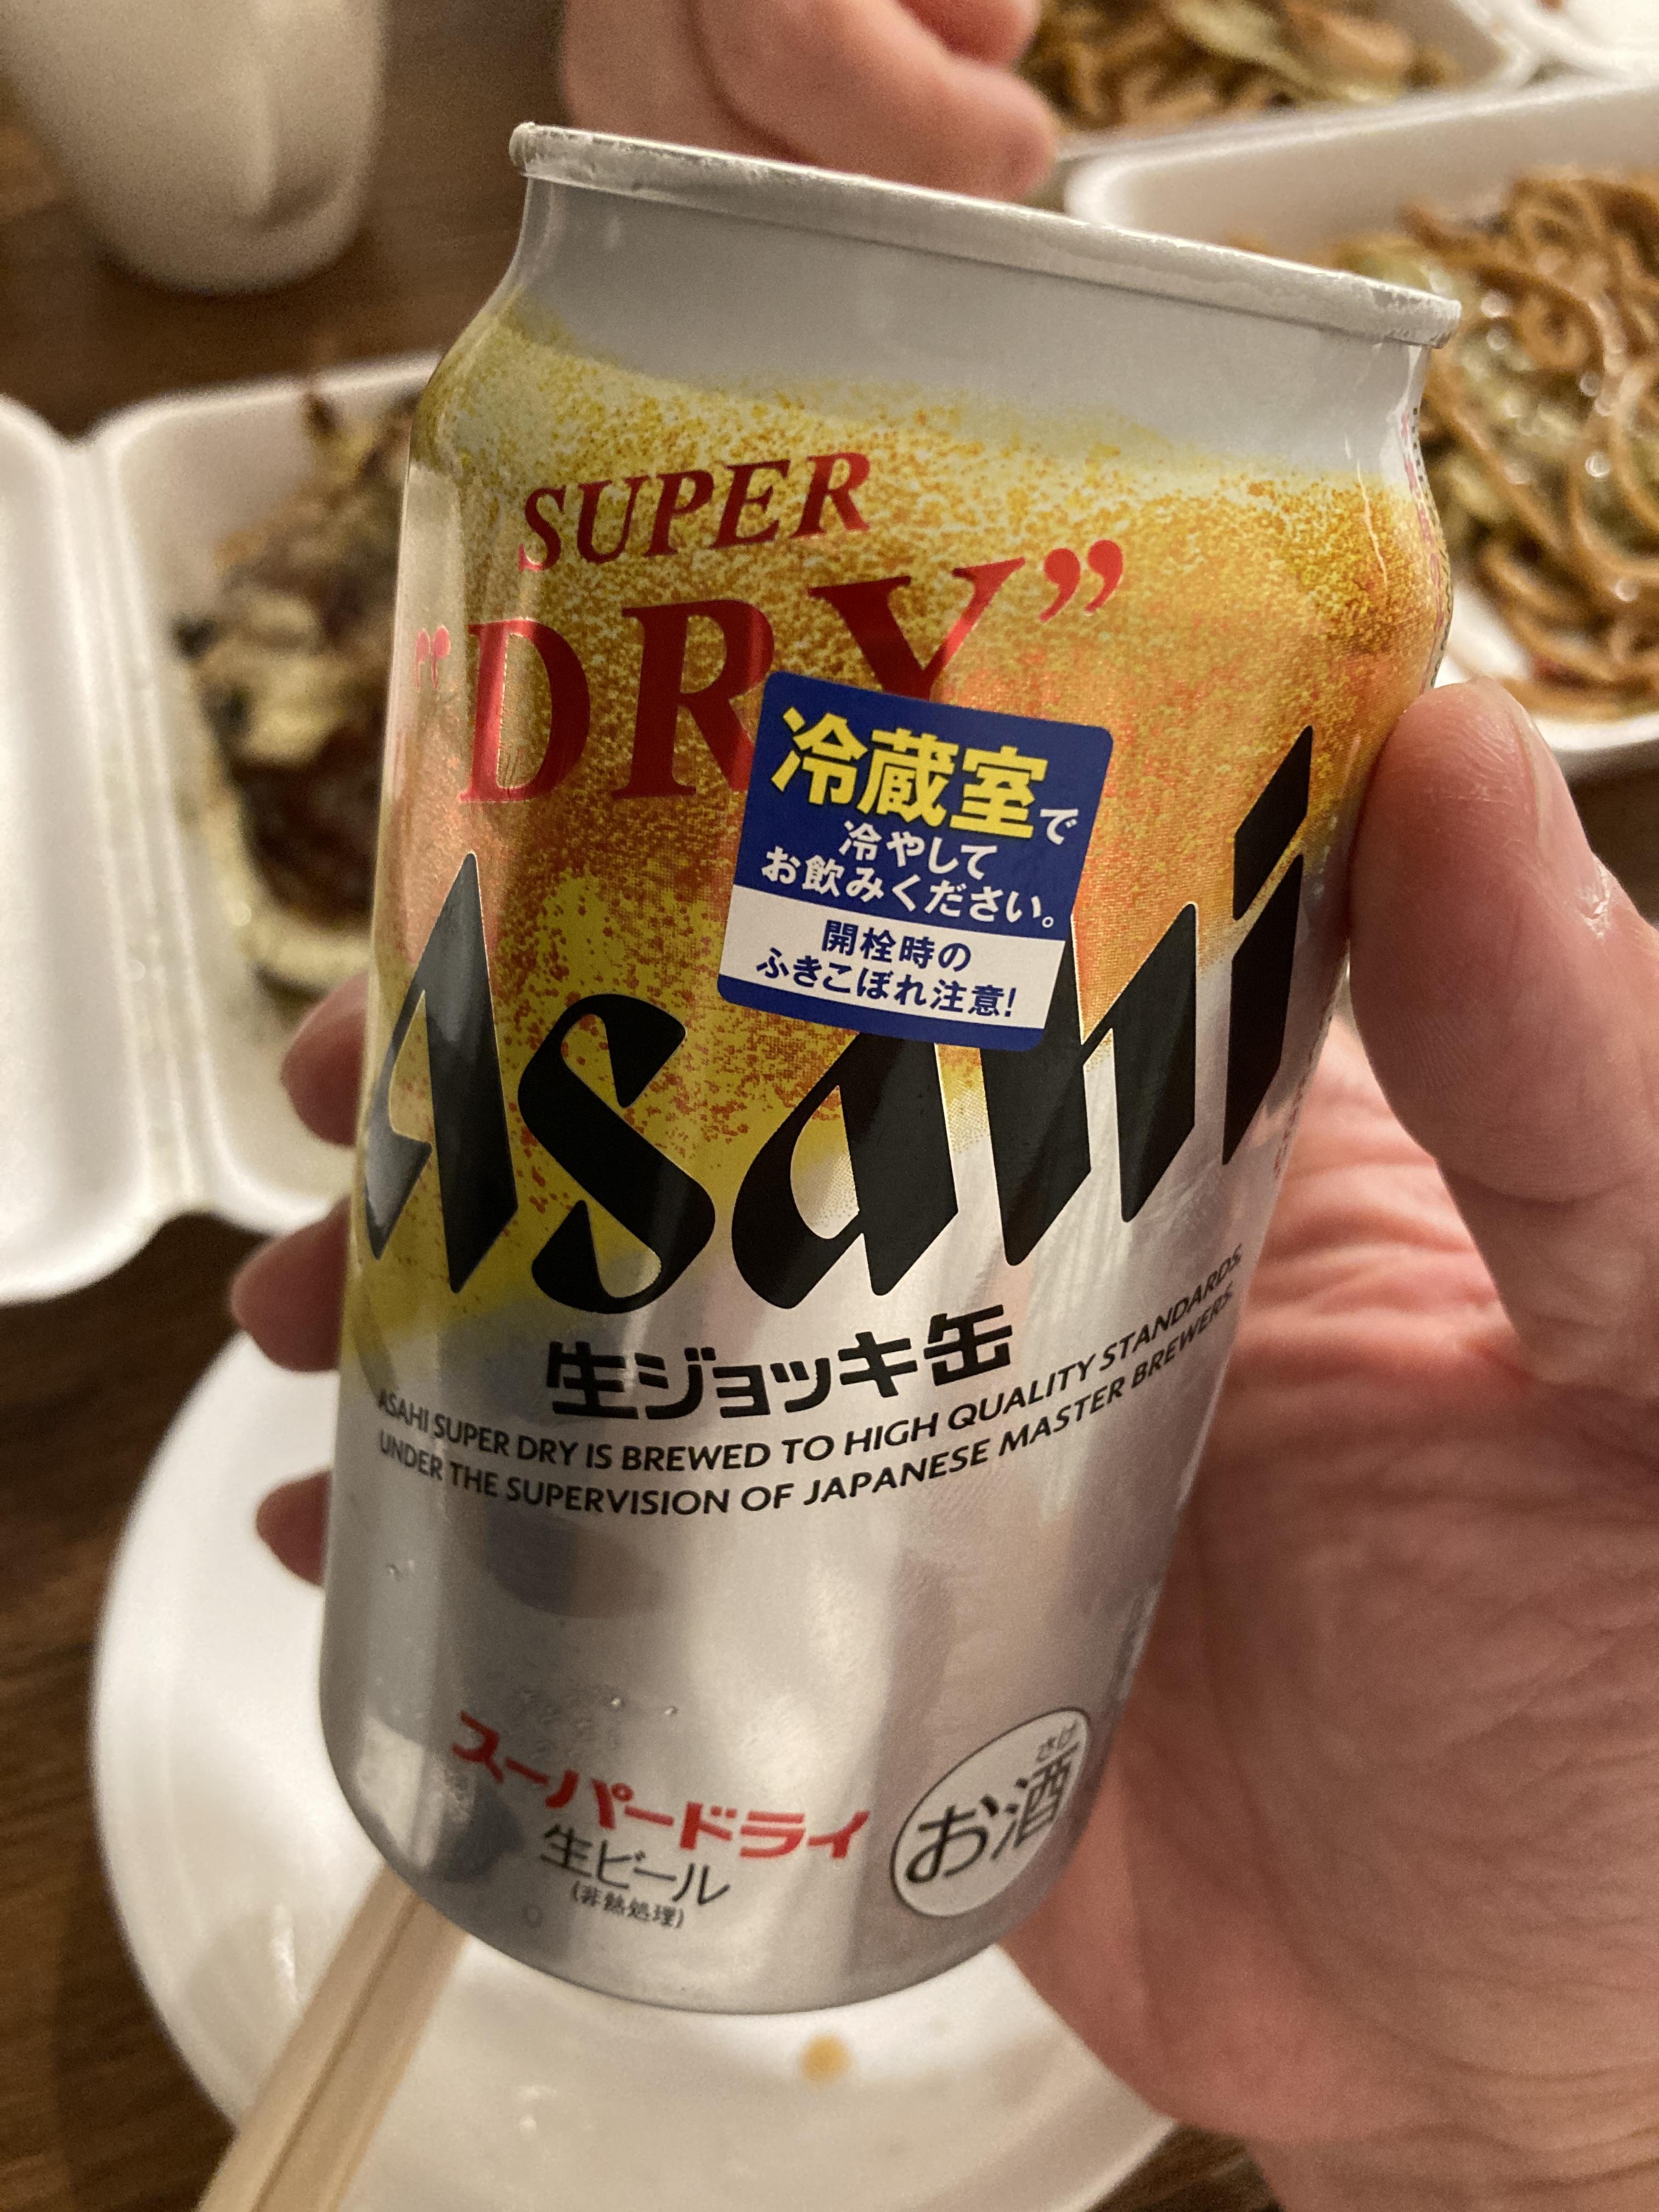 SUPER
"DRY"
冷蔵室で
冷やして
お飲みください。
開栓時の
ふきこぼれ注意!
Asahi
生ジョッキ缶
ASAHI SUPER DRY IS BREWED TO HIGH QUALITY STANDARDS,
UNDER THE SUPERVISION OF JAPANESE MASTER BREWERS.
スーパードライ
生ビール
(非熱処理)
さけ
お酒